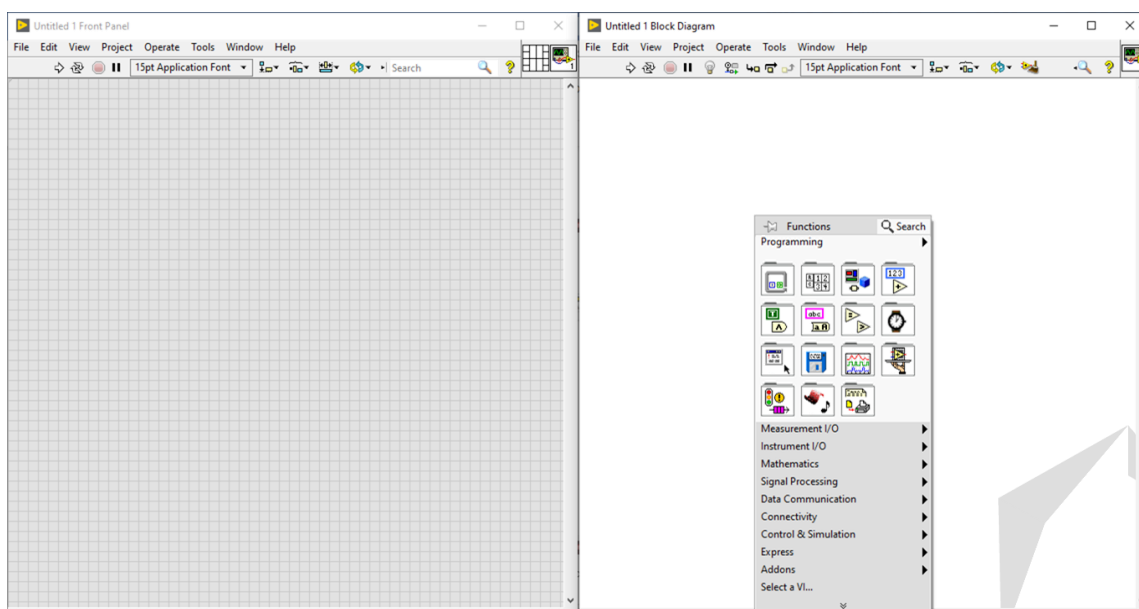 Untitled 1 Front Panel
File Edit View Project Operate Tools Window Help
15pt Application Font
Search
Untitled 1 Block Diagram
File Edit View Project Operate Tools Window Help
15pt Application Font
Functions
Search
Programming
Measurement I/O
Instrument I/O
Mathematics
Signal Processing
Data Communication
Connectivity
Control & Simulation
Express
Addons
Select a VI...